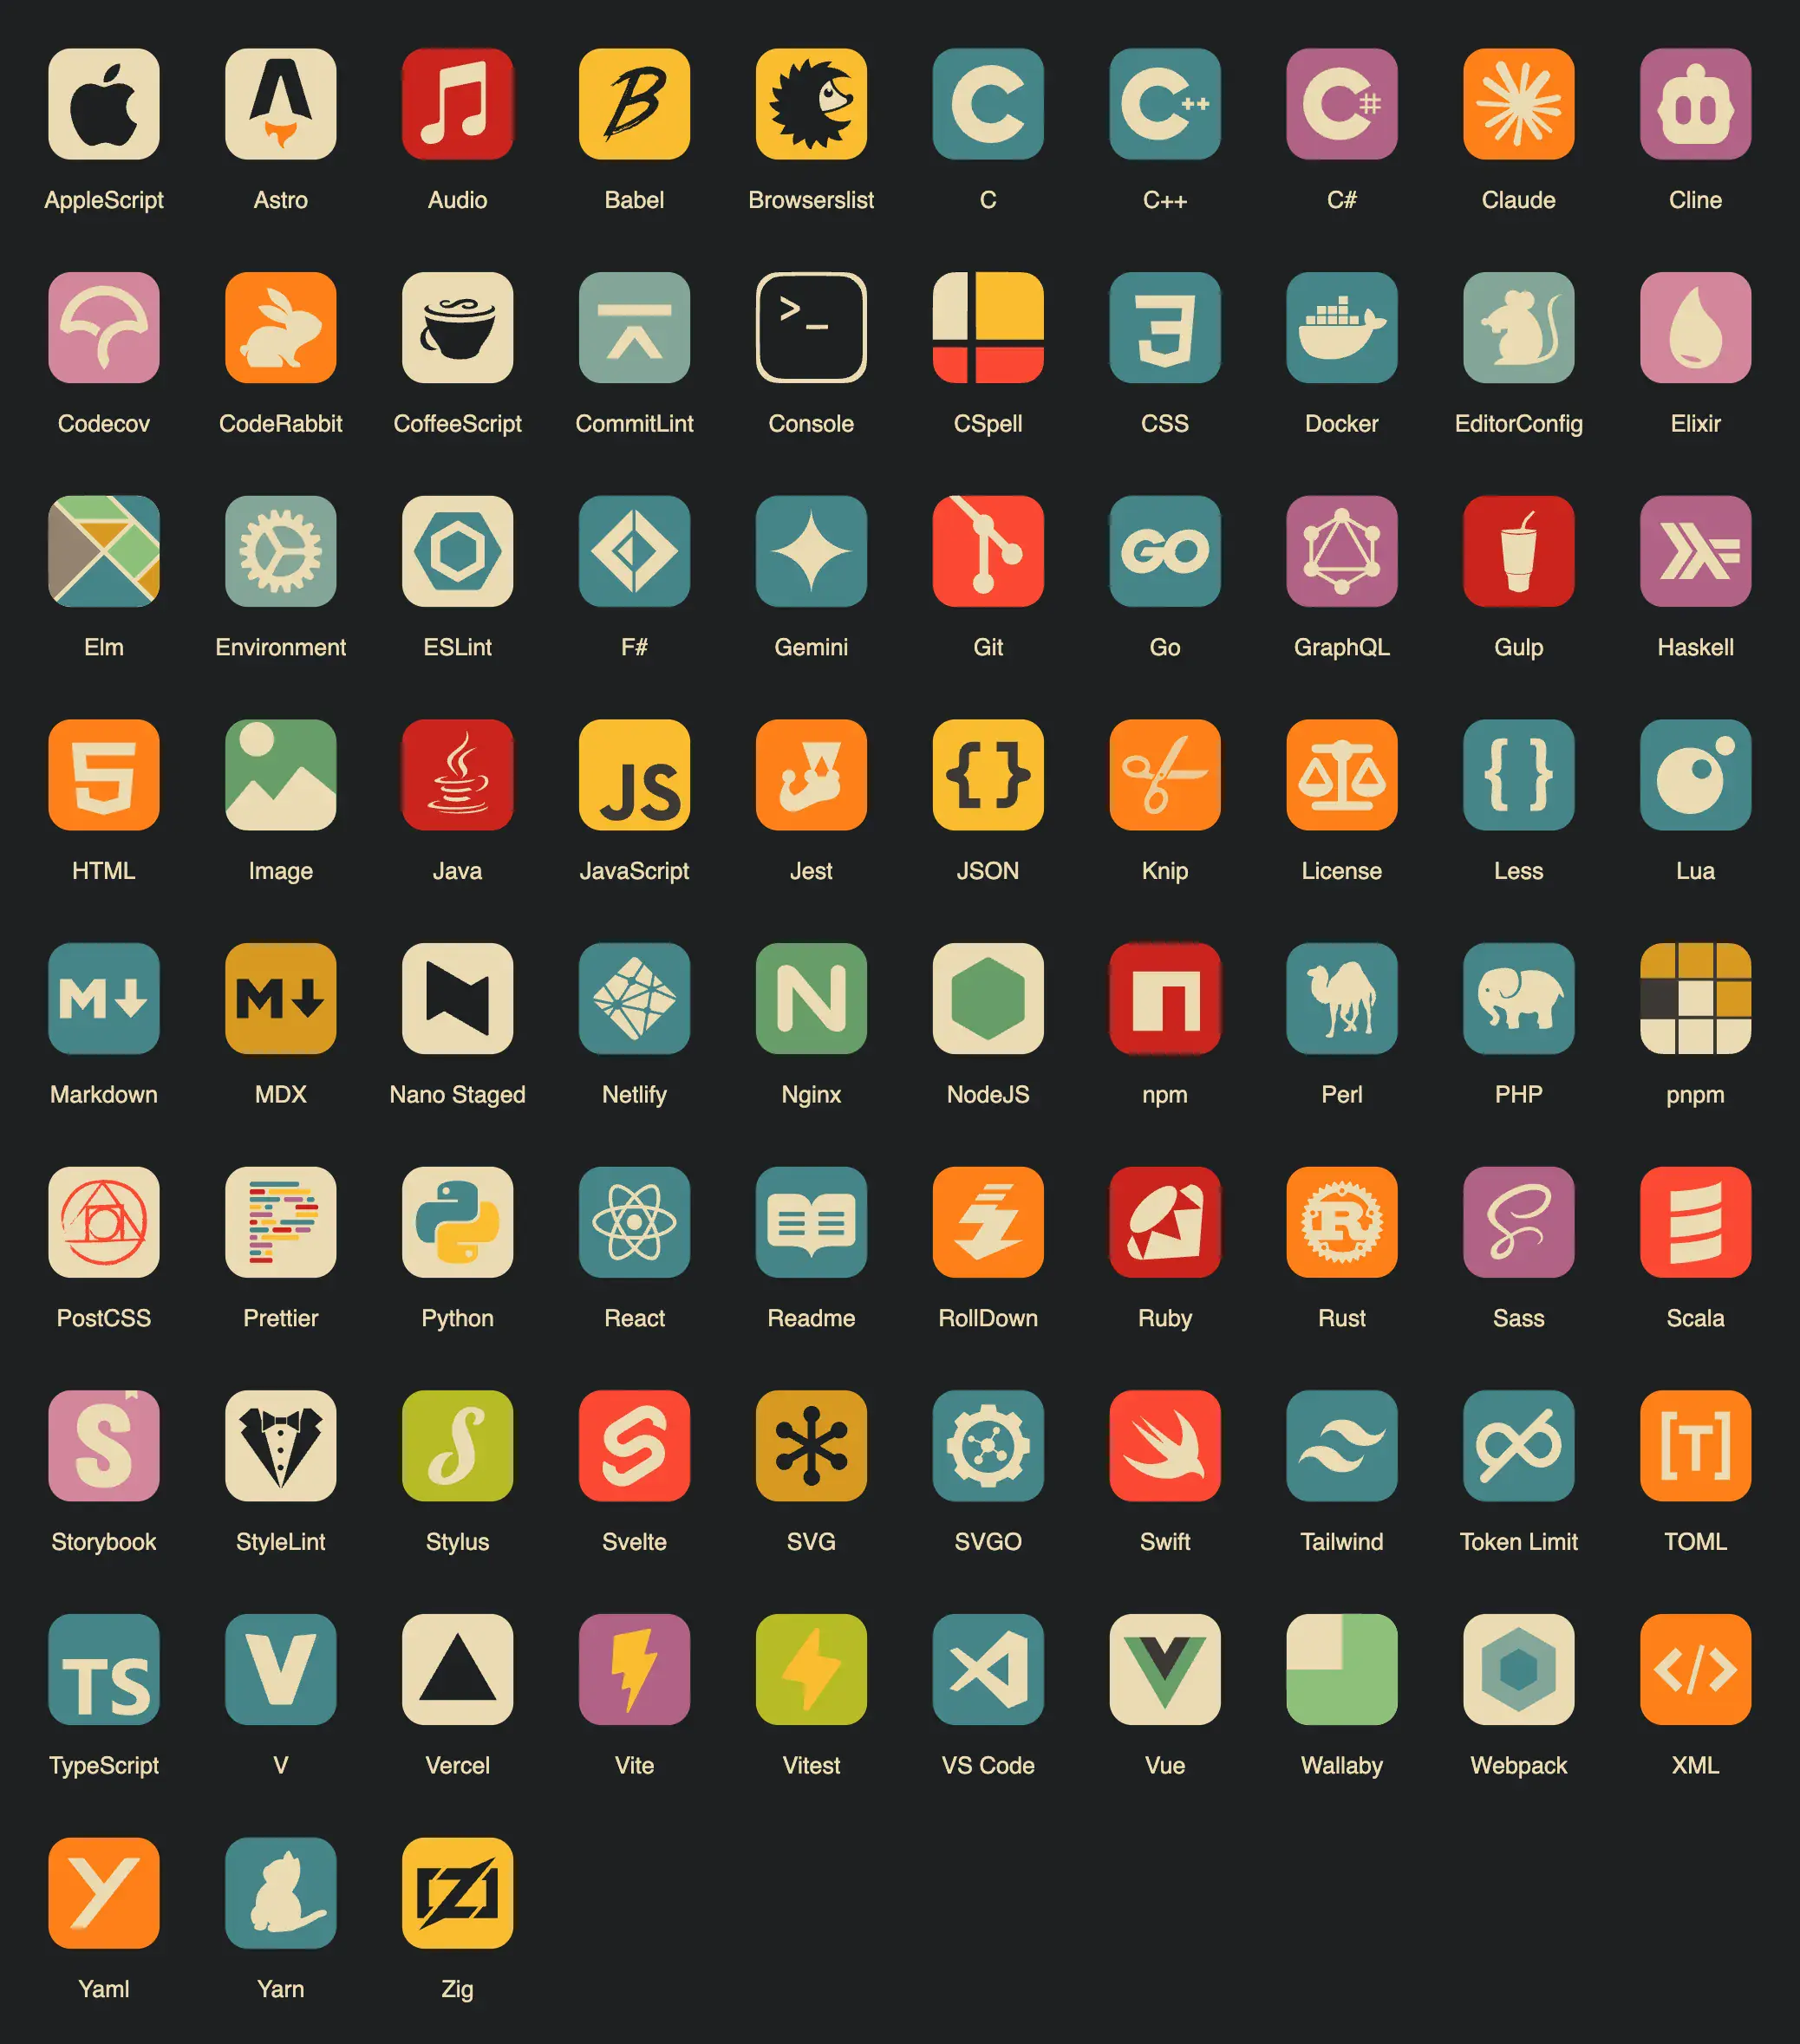 AppleScript Astro Audio Babel Browserslist C C++ C# Claude Cline
Codecov CodeRabbit CoffeeScript CommitLint Console CSpell CSS Docker EditorConfig Elixir
GO
Elm Environment ESLint F# Gemini Git Go GraphQL Gulp Haskell
JS
HTML Image Java JavaScript Jest JSON Knip License Less Lua
M M N
Markdown MDX Nano Staged Netlify Nginx NodeJS npm Perl PHP pnpm
R
PostCSS Prettier Python React Readme RollDown Ruby Rust Sass Scala
S [T]
Storybook StyleLint Stylus Svelte SVG SVGO Swift Tailwind Token Limit TOML
TS V </>
TypeScript V Vercel Vite Vitest VS Code Vue Wallaby Webpack XML
Y Z
Yaml Yarn Zig